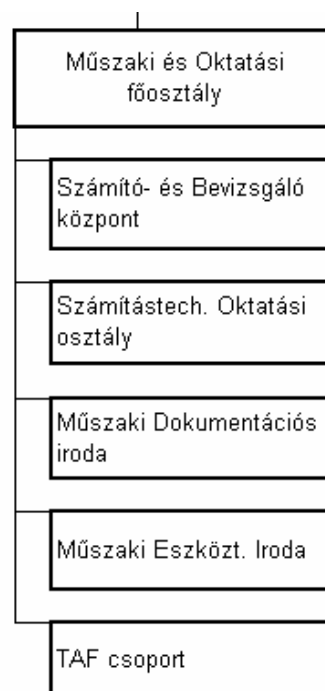 Műszaki és Oktatási
főosztály
Számító- és Bevizsgáló
központ
Számítástech. Oktatási
osztály
Műszaki Dokumentációs
iroda
Műszaki Eszközt. Iroda
TAF csoport